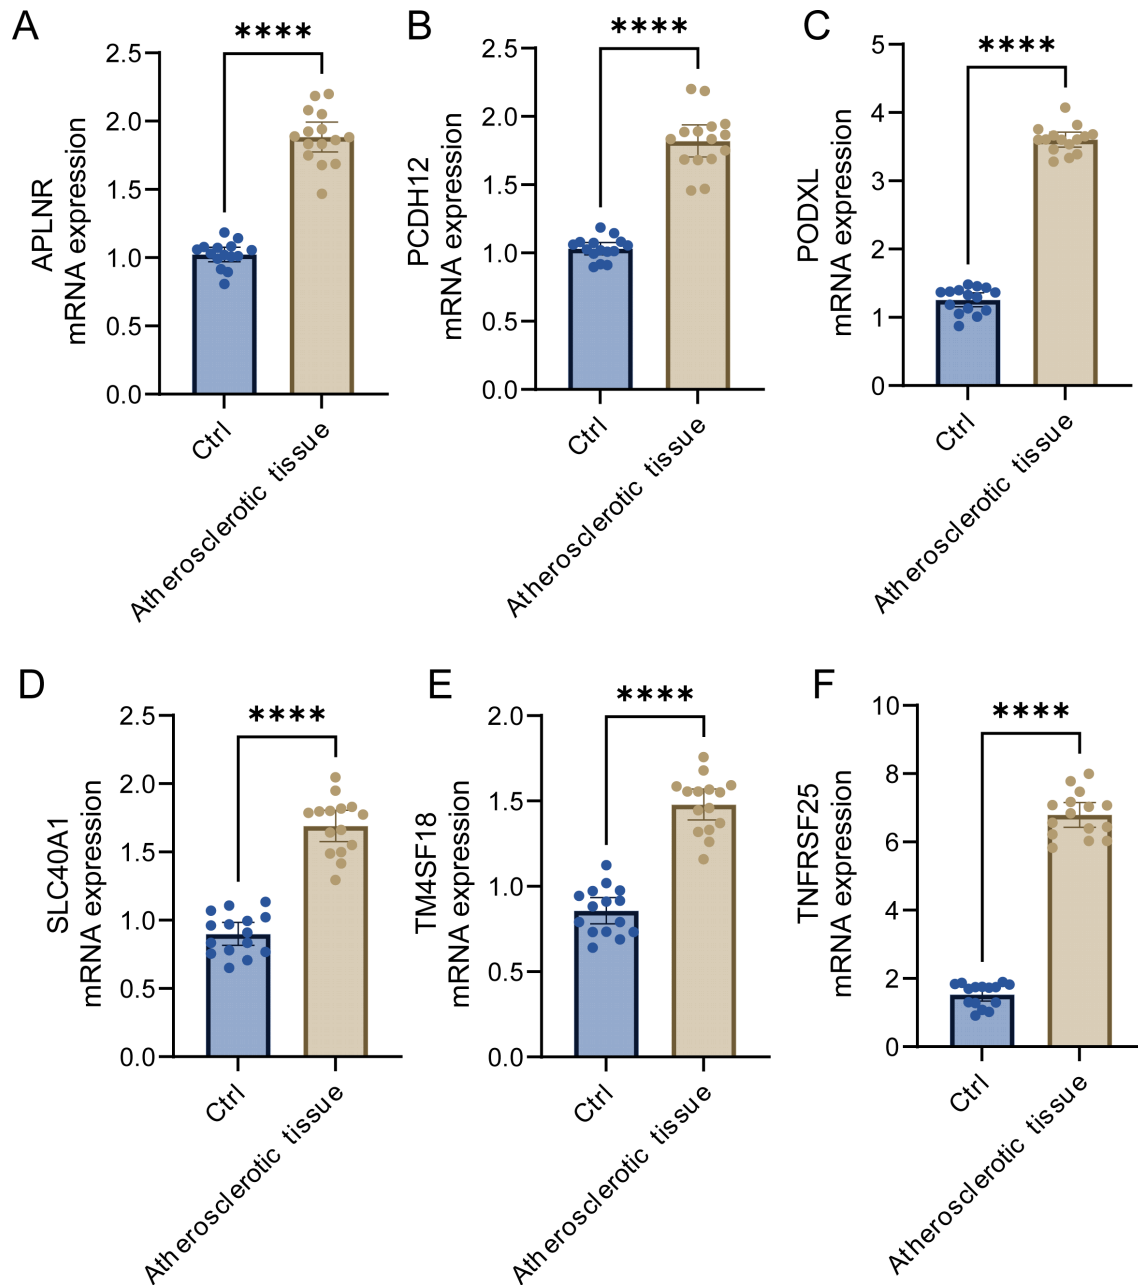 A
APLNR
mRNA expression
2.5
2.0
1.5
1.0
0.5
0.0
****
Ctrl
Atherosclerotic tissue
B
PCDH12
mRNA expression
2.5
2.0
1.5
1.0
0.5
0.0
****
Ctrl
Atherosclerotic tissue
C
PODXL
mRNA expression
5
4
3
2
1
0
****
Ctrl
Atherosclerotic tissue
D
SLC40A1
mRNA expression
2.5
2.0
1.5
1.0
0.5
0.0
****
Ctrl
Atherosclerotic tissue
E
TM4SF18
mRNA expression
2.0
1.5
1.0
0.5
0.0
****
Ctrl
Atherosclerotic tissue
F
TNFRSF25
mRNA expression
10
8
6
4
2
0
****
Ctrl
Atherosclerotic tissue